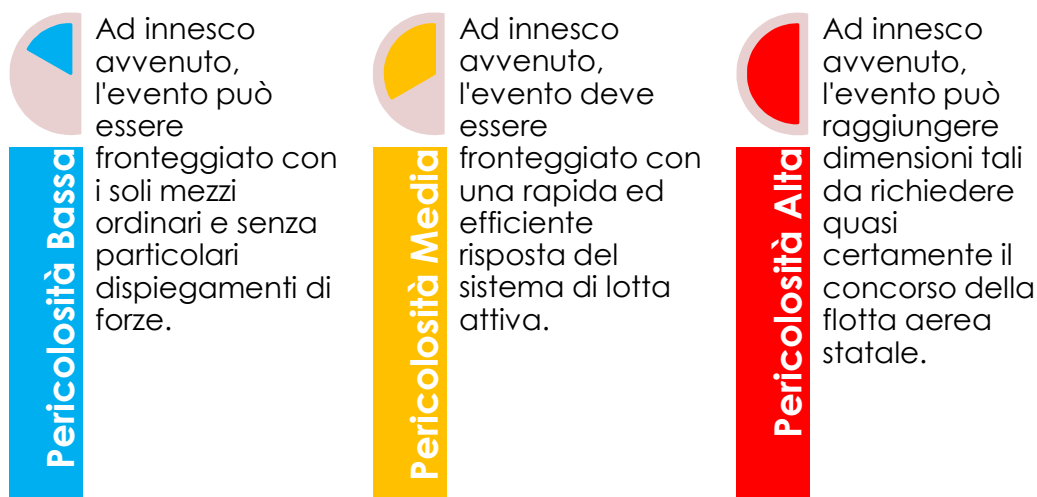 Pericolosità Bassa
Ad innesco
avvenuto,
l'evento può
essere
fronteggiato con
i soli mezzi
ordinari e senza
particolari
dispiegamenti di
forze.
Pericolosità Media
Ad innesco
avvenuto,
l'evento deve
essere
fronteggiato con
una rapida ed
efficiente
risposta del
sistema di lotta
attiva.
Pericolosità Alta
Ad innesco
avvenuto,
l'evento può
raggiungere
dimensioni tali
da richiedere
quasi
certamente il
concorso della
flotta aerea
statale.